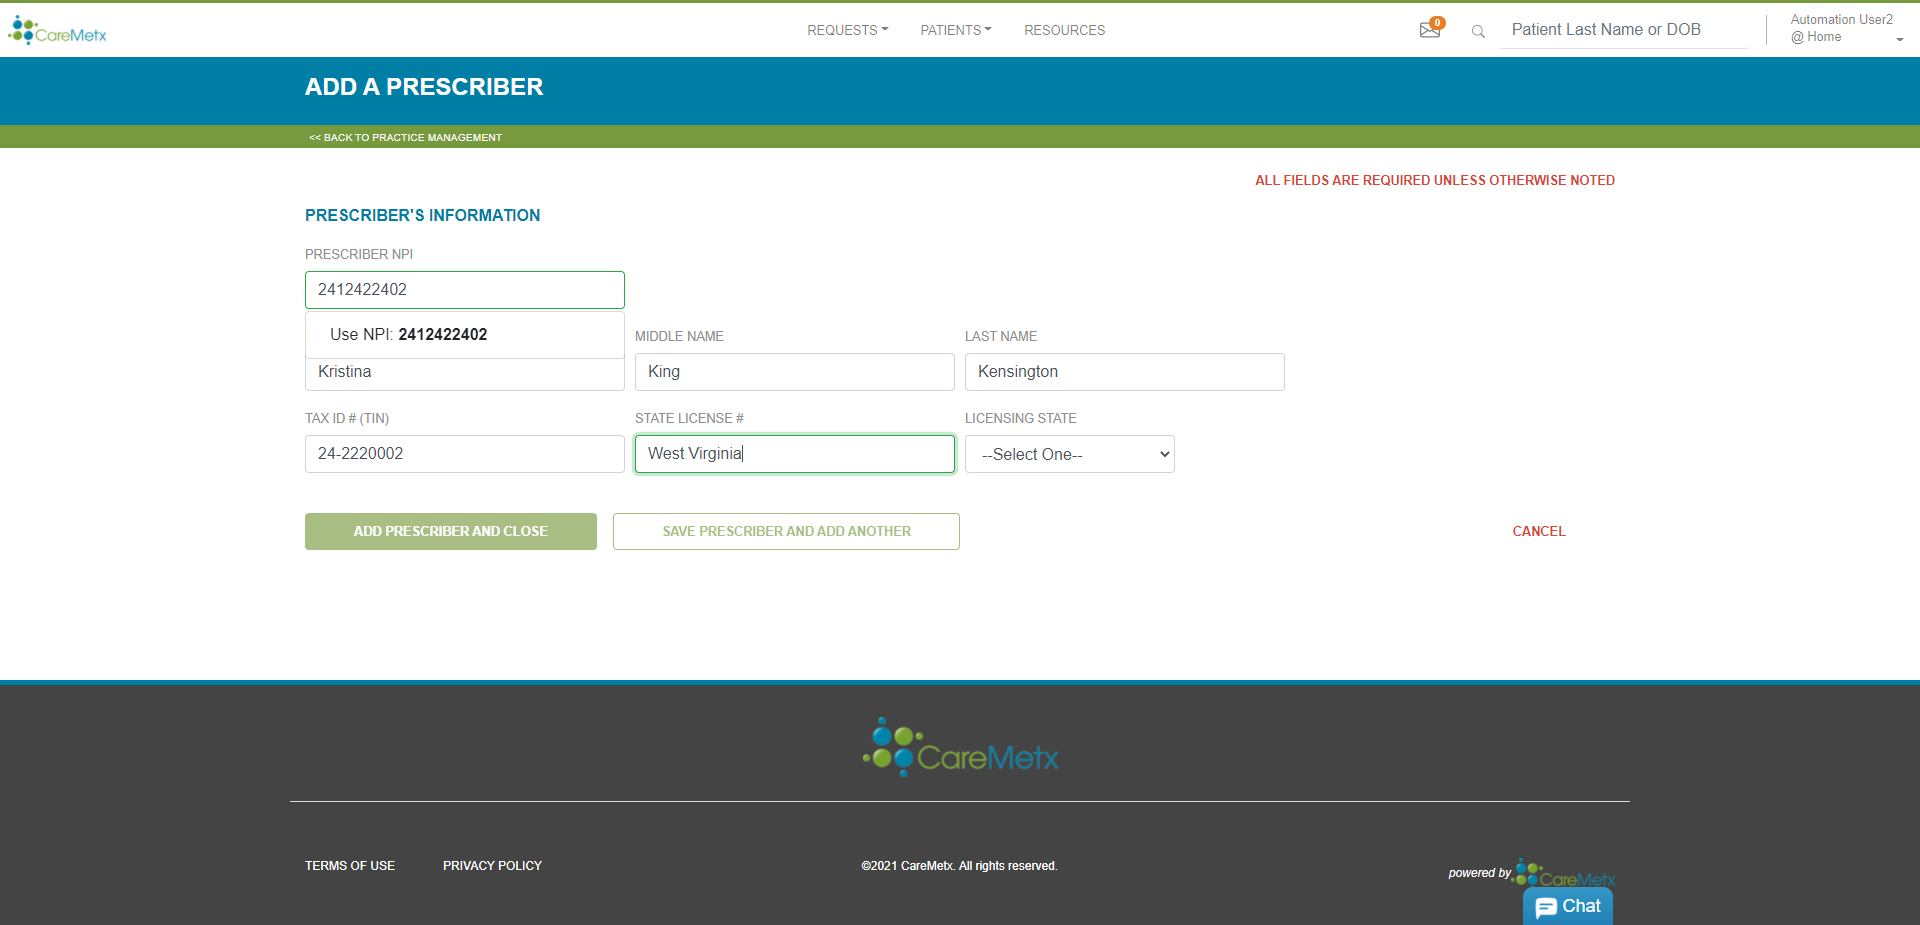 CareMetx
REQUESTS
PATIENTS
RESOURCES
0
Patient Last Name or DOB
Automation User2
@ Home
ADD A PRESCRIBER
<< BACK TO PRACTICE MANAGEMENT
ALL FIELDS ARE REQUIRED UNLESS OTHERWISE NOTED
PRESCRIBER'S INFORMATION
PRESCRIBER NPI
2412422402
Use NPI: 2412422402
MIDDLE NAME
LAST NAME
Kristina
King
Kensington
TAX ID # (TIN)
STATE LICENSE #
LICENSING STATE
24-2220002
West Virginia
--Select One--
ADD PRESCRIBER AND CLOSE
SAVE PRESCRIBER AND ADD ANOTHER
CANCEL
CareMetx
TERMS OF USE
PRIVACY POLICY
©2021 CareMetx. All rights reserved.
powered by CareMetx
Chat